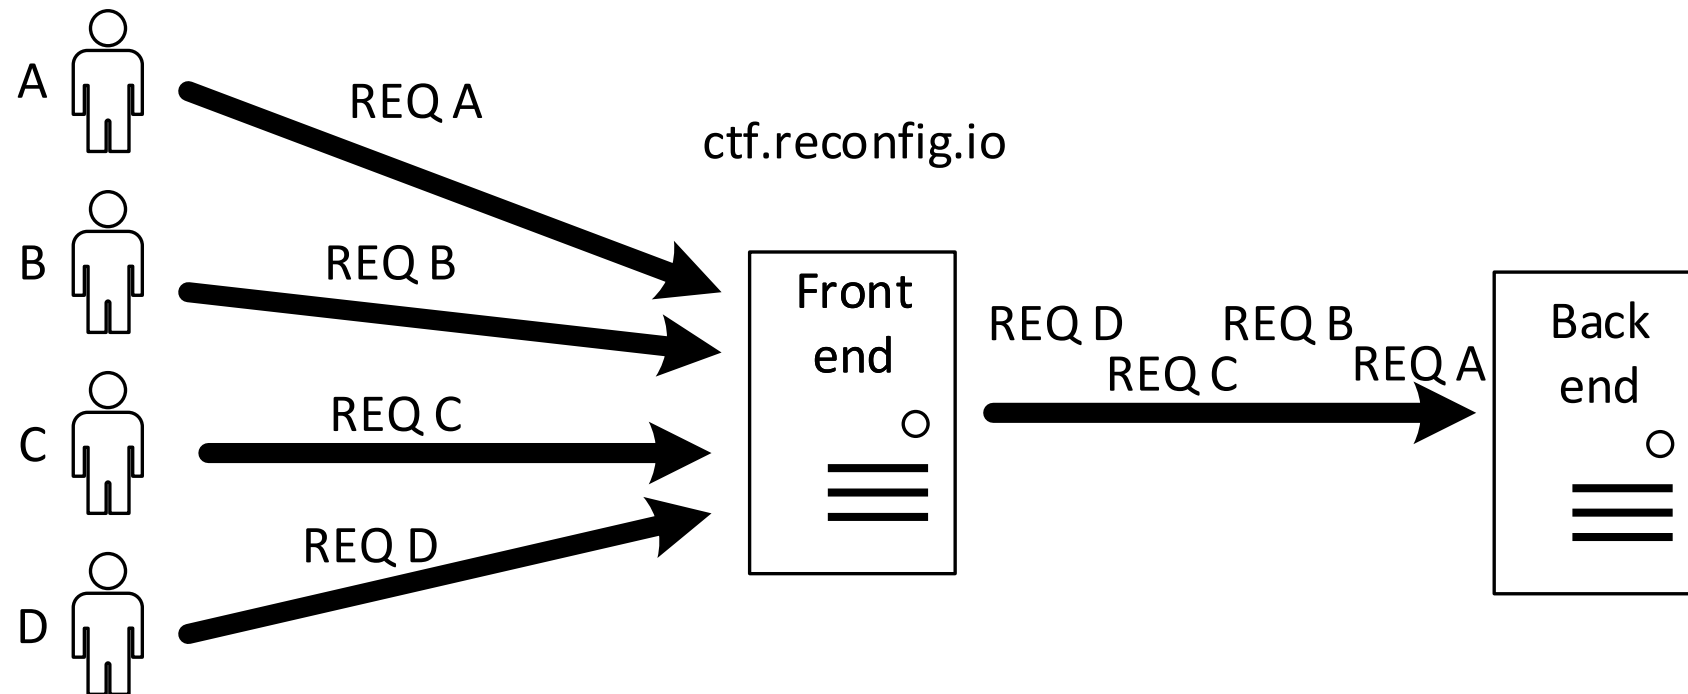 A
REQ A
ctf.reconfig.io
B
REQ B
Front
end
REQ D
REQ B
REQ C
REQ A
Back
end
C
REQ C
D
REQ D